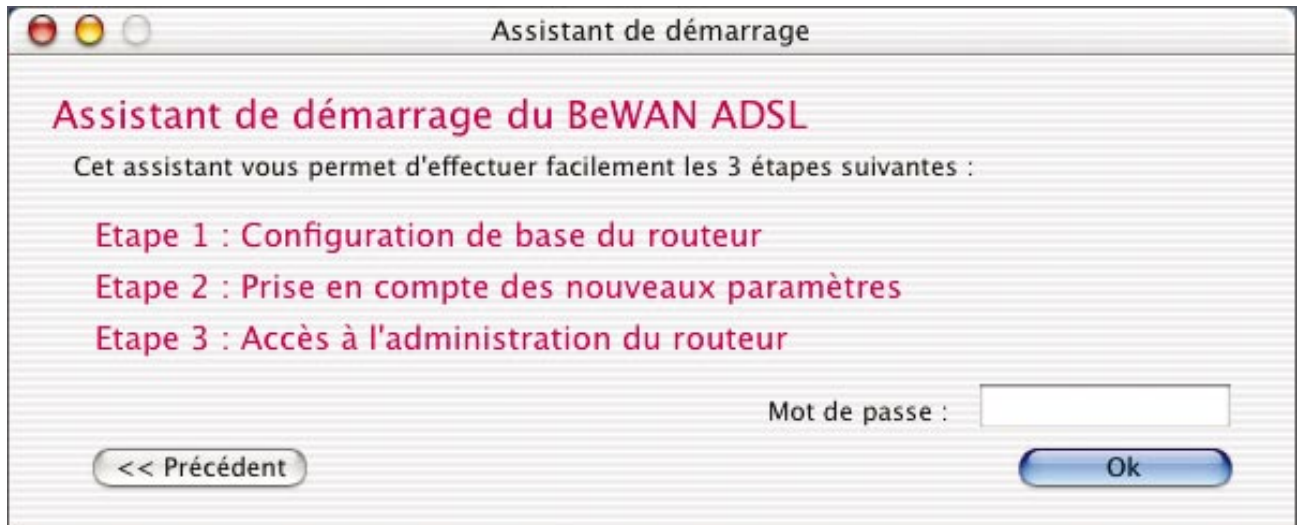 Assistant de démarrage
Assistant de démarrage du BeWAN ADSL
Cet assistant vous permet d'effectuer facilement les 3 étapes suivantes :
Etape 1 : Configuration de base du routeur
Etape 2 : Prise en compte des nouveaux paramètres
Etape 3 : Accès à l'administration du routeur
Mot de passe :
<< Précédent
Ok